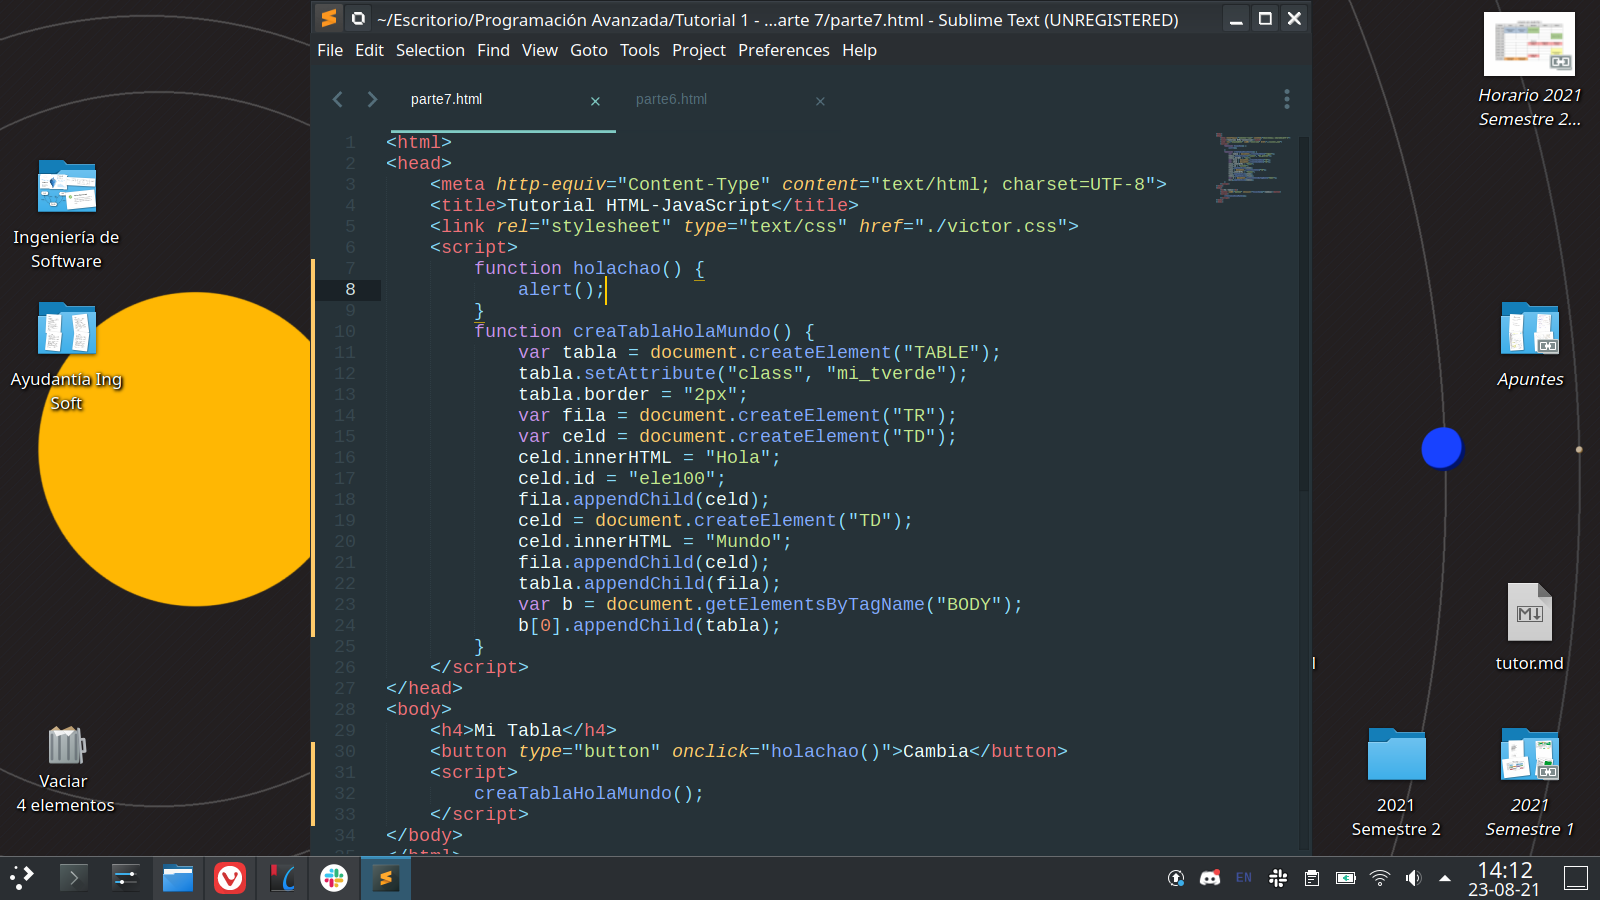 ~/Escritorio/Programación Avanzada/Tutorial 1 - ...arte 7/parte7.html - Sublime Text (UNREGISTERED)
File Edit Selection Find View Goto Tools Project Preferences Help
parte7.html × parte6.html ×
1 <html>
2 <head>
3 <meta http-equiv="Content-Type" content="text/html; charset=UTF-8">
4 <title>Tutorial HTML-JavaScript</title>
5 <link rel="stylesheet" type="text/css" href="./victor.css">
6 <script>
7 function holachao() {
8 alert();
9 }
10 function creaTablaHolaMundo() {
11 var tabla = document.createElement("TABLE");
12 tabla.setAttribute("class", "mi_tverde");
13 tabla.border = "2px";
14 var fila = document.createElement("TR");
15 var celd = document.createElement("TD");
16 celd.innerHTML = "Hola";
17 celd.id = "ele100";
18 fila.appendChild(celd);
19 celd = document.createElement("TD");
20 celd.innerHTML = "Mundo";
21 fila.appendChild(celd);
22 tabla.appendChild(fila);
23 var b = document.getElementsByTagName("BODY");
24 b[0].appendChild(tabla);
25 }
26 </script>
27 </head>
28 <body>
29 <h4>Mi Tabla</h4>
30 <button type="button" onclick="holachao()">Cambia</button>
31 <script>
32 creaTablaHolaMundo();
33 </script>
34 </body>
35 </html>
Ingeniería de
Software
Ayudantía Ing
Soft
Vaciar
4 elementos
Horario 2021
Semestre 2...
Apuntes
tutor.md
2021
Semestre 2
2021
Semestre 1
EN
14:12
23-08-21